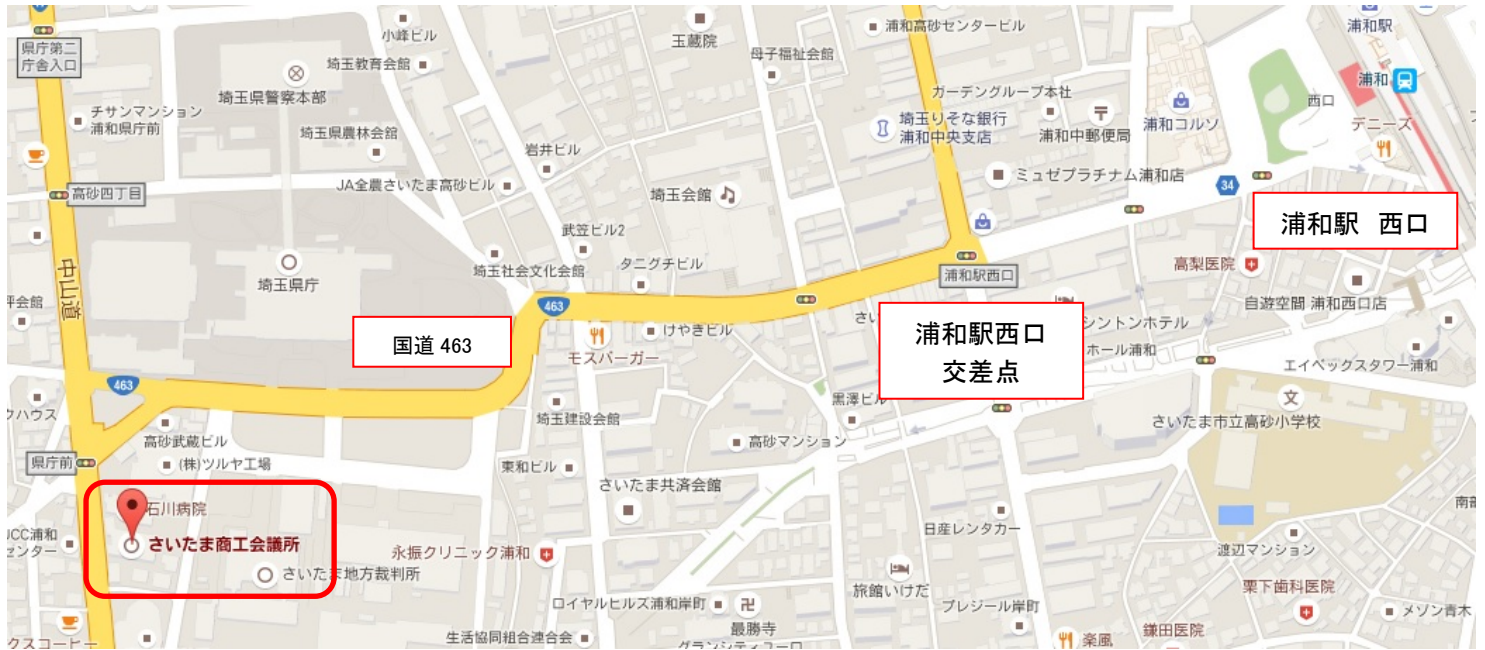 浦和駅
小峰ビル
玉蔵院
浦和高砂センタービル
県庁第二
庁舎入口
埼玉教育会館
母子福祉会館
浦和
埼玉県警察本部
ガーデングループ本社
西口
チサンマンション
浦和県庁前
埼玉りそな銀行
浦和中央支店
浦和中郵便局
浦和コルソ
デニーズ
埼玉県農林会館
岩井ビル
JA全農さいたま高砂ビル
ミュゼプラチナム浦和店
34
高砂四丁目
埼玉会館
浦和駅 西口
武笠ビル2
埼玉社会文化会館
タニグチビル
浦和駅西口
高梨医院
中山道
埼玉県庁
463
自遊空間 浦和西口店
国道 463
けやきビル
モスバーガー
浦和駅西口
交差点
シントンホテル
ホール浦和
エイペックスタワー浦和
463
クハウス
埼玉建設会館
黒澤ビル
さいたま市立高砂小学校
高砂武蔵ビル
高砂マンション
県庁前
(株)ツルヤ工場
東和ビル
さいたま共済会館
石川病院
日産レンタカー
さいたま商工会議所
永振クリニック浦和
渡辺マンション
さいたま地方裁判所
旅館いけだ
栗下歯科医院
ロイヤルヒルズ浦和岸町
プレジール岸町
メゾン青木
最勝寺
鎌田医院
生活協同組合連合会
楽風